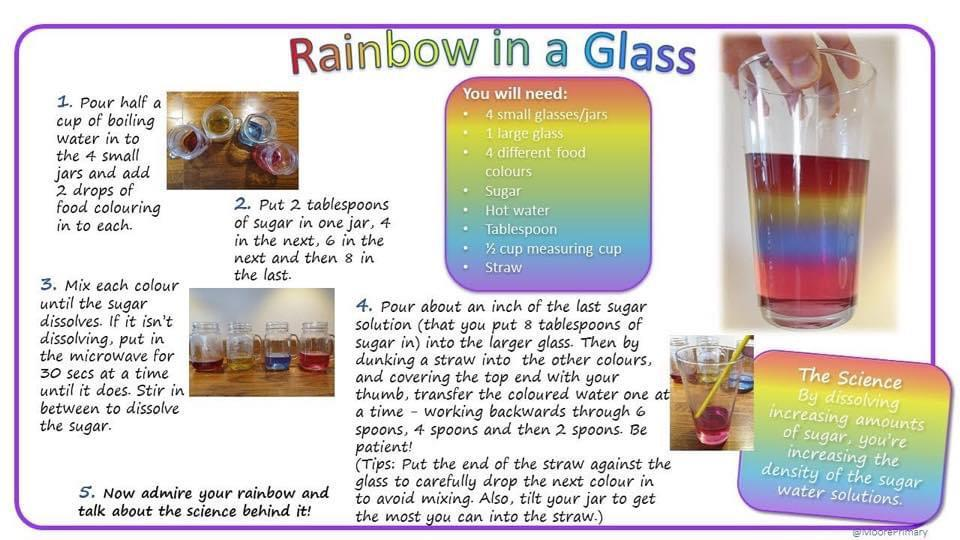 Rainbow in a Glass
1. Pour half a
cup of boiling
water in to
the 4 small
jars and add
2 drops of
food colouring
in to each.
2. Put 2 tablespoons
of sugar in one jar, 4
in the next, 6 in the
next and then 8 in
the last.
You will need:
• 4 small glasses/jars
• 1 large glass
• 4 different food
colours
• Sugar
• Hot water
• Tablespoon
• ½ cup measuring cup
• Straw
3. Mix each colour
until the sugar
dissolves. If it isn't
dissolving, put in
the microwave for
30 secs at a time
until it does. Stir in
between to dissolve
the sugar.
4. Pour about an inch of the last sugar
solution (that you put 8 tablespoons of
sugar in) into the larger glass. Then by
dunking a straw into the other colours,
and covering the top end with your
thumb, transfer the coloured water one at
a time - working backwards through 6
spoons, 4 spoons and then 2 spoons. Be
patient!
(Tips: Put the end of the straw against the
glass to carefully drop the next colour in
to avoid mixing. Also, tilt your jar to get
the most you can into the straw.)
The Science
By dissolving
increasing amounts
of sugar, you're
increasing the
density of the sugar
water solutions.
5. Now admire your rainbow and
talk about the science behind it!
@MoorePrimary